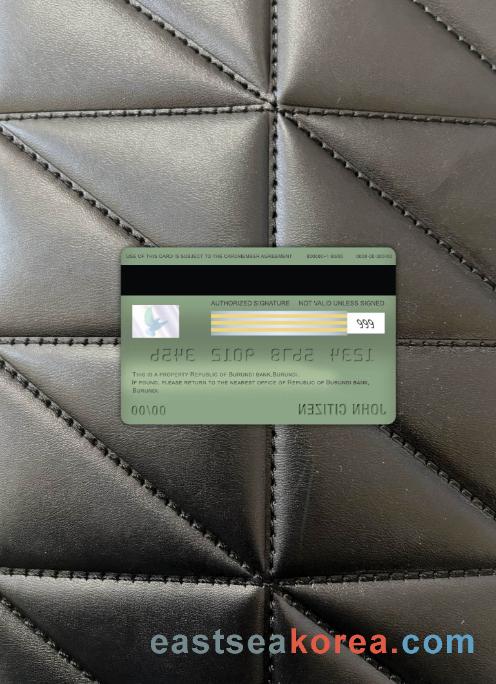 USE OF THIS CARD IS SUBJECT TO THE CARDMEMBER AGREEMENT
AUTHORIZED SIGNATURE NOT VALID UNLESS SIGNED
999
1234 5678 9012 3456
THIS IS A PROPERTY REPUBLIC OF BURUNDI BANK,BURUNDI.
IF FOUND, PLEASE RETURN TO THE NEAREST OFFICE OF REPUBLIC OF BURUNDI BANK,
BURUNDI.
00/00 JOHN CITIZEN
eastseakorea.com